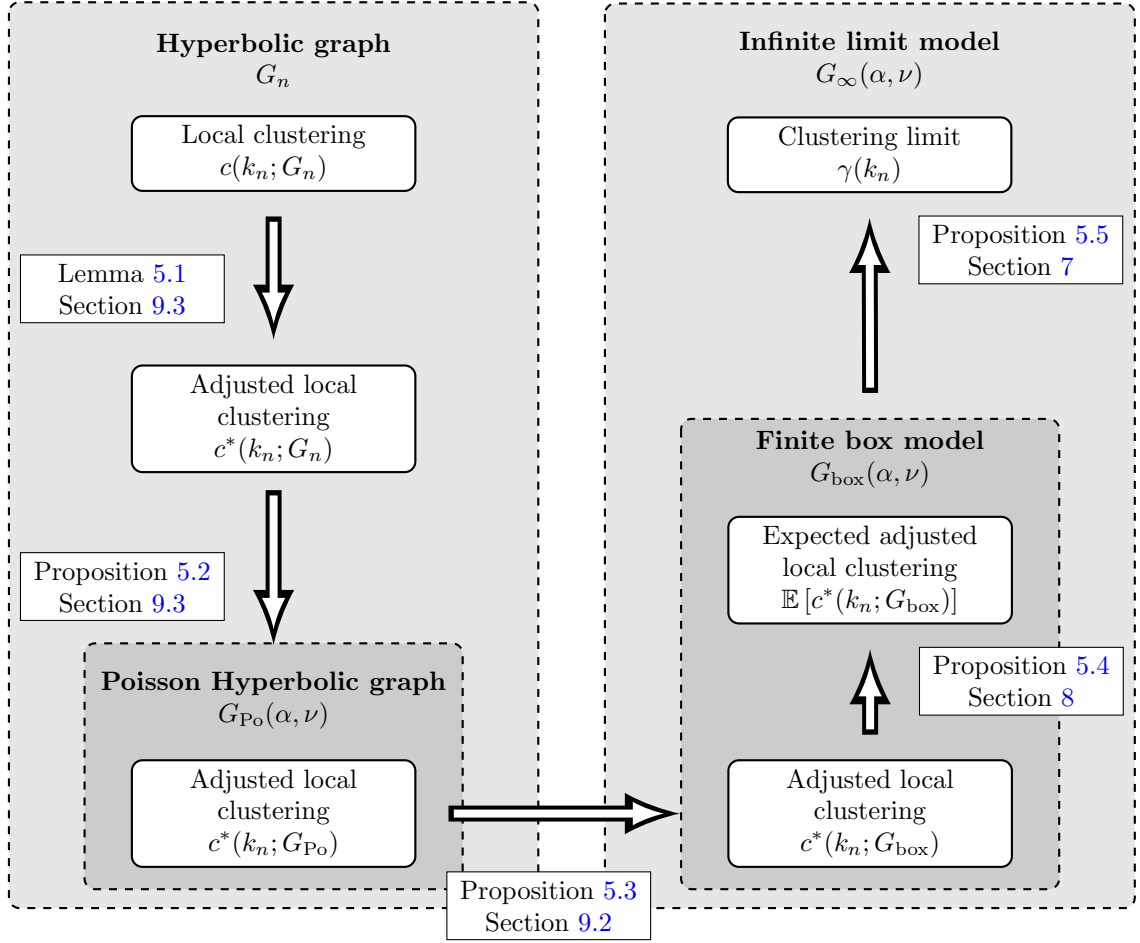 Hyperbolic graph
G_n
Local clustering
c(k_n; G_n)
Lemma 5.1
Section 9.3
Adjusted local
clustering
c*(k_n; G_n)
Proposition 5.2
Section 9.3
Poisson Hyperbolic graph
G_Po(α, ν)
Adjusted local
clustering
c*(k_n; G_Po)
Proposition 5.3
Section 9.2
Infinite limit model
G_∞(α, ν)
Clustering limit
γ(k_n)
Proposition 5.5
Section 7
Finite box model
G_box(α, ν)
Expected adjusted
local clustering
𝔼 [c*(k_n; G_box)]
Proposition 5.4
Section 8
Adjusted local
clustering
c*(k_n; G_box)